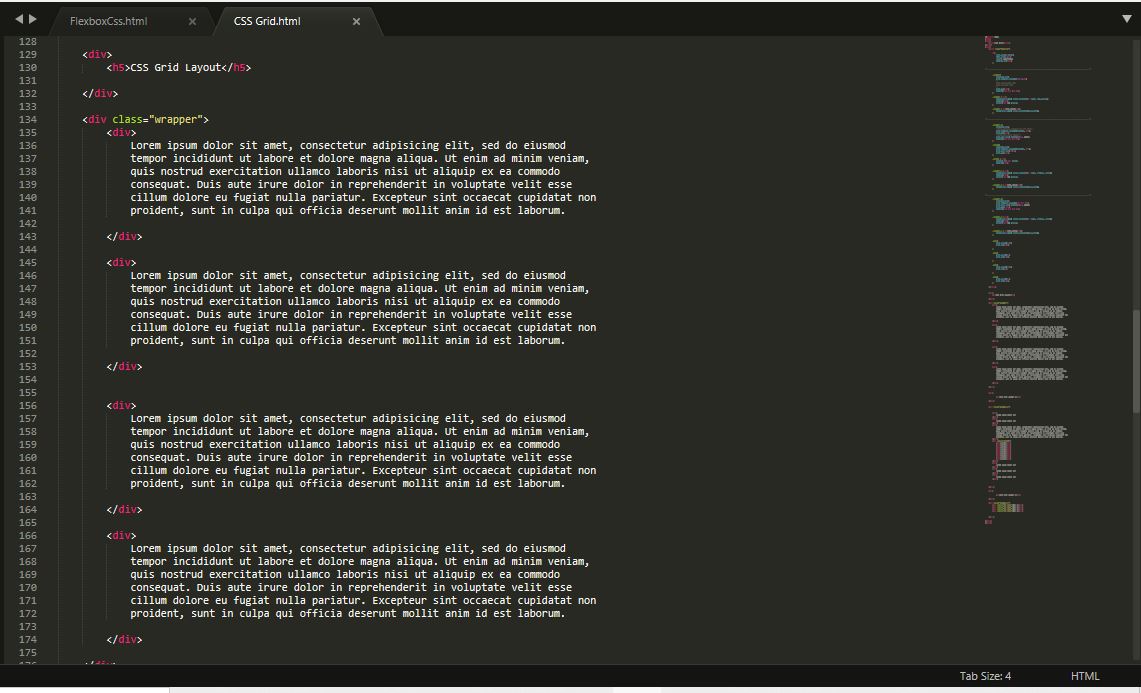 FlexboxCss.html × CSS Grid.html ×
128
129 <div>
130 <h5>CSS Grid Layout</h5>
131
132 </div>
133
134 <div class="wrapper">
135 <div>
136 Lorem ipsum dolor sit amet, consectetur adipisicing elit, sed do eiusmod
137 tempor incididunt ut labore et dolore magna aliqua. Ut enim ad minim veniam,
138 quis nostrud exercitation ullamco laboris nisi ut aliquip ex ea commodo
139 consequat. Duis aute irure dolor in reprehenderit in voluptate velit esse
140 cillum dolore eu fugiat nulla pariatur. Excepteur sint occaecat cupidatat non
141 proident, sunt in culpa qui officia deserunt mollit anim id est laborum.
142
143 </div>
144
145 <div>
146 Lorem ipsum dolor sit amet, consectetur adipisicing elit, sed do eiusmod
147 tempor incididunt ut labore et dolore magna aliqua. Ut enim ad minim veniam,
148 quis nostrud exercitation ullamco laboris nisi ut aliquip ex ea commodo
149 consequat. Duis aute irure dolor in reprehenderit in voluptate velit esse
150 cillum dolore eu fugiat nulla pariatur. Excepteur sint occaecat cupidatat non
151 proident, sunt in culpa qui officia deserunt mollit anim id est laborum.
152
153 </div>
154
155
156 <div>
157 Lorem ipsum dolor sit amet, consectetur adipisicing elit, sed do eiusmod
158 tempor incididunt ut labore et dolore magna aliqua. Ut enim ad minim veniam,
159 quis nostrud exercitation ullamco laboris nisi ut aliquip ex ea commodo
160 consequat. Duis aute irure dolor in reprehenderit in voluptate velit esse
161 cillum dolore eu fugiat nulla pariatur. Excepteur sint occaecat cupidatat non
162 proident, sunt in culpa qui officia deserunt mollit anim id est laborum.
163
164 </div>
165
166 <div>
167 Lorem ipsum dolor sit amet, consectetur adipisicing elit, sed do eiusmod
168 tempor incididunt ut labore et dolore magna aliqua. Ut enim ad minim veniam,
169 quis nostrud exercitation ullamco laboris nisi ut aliquip ex ea commodo
170 consequat. Duis aute irure dolor in reprehenderit in voluptate velit esse
171 cillum dolore eu fugiat nulla pariatur. Excepteur sint occaecat cupidatat non
172 proident, sunt in culpa qui officia deserunt mollit anim id est laborum.
173
174 </div>
175
Tab Size: 4 HTML